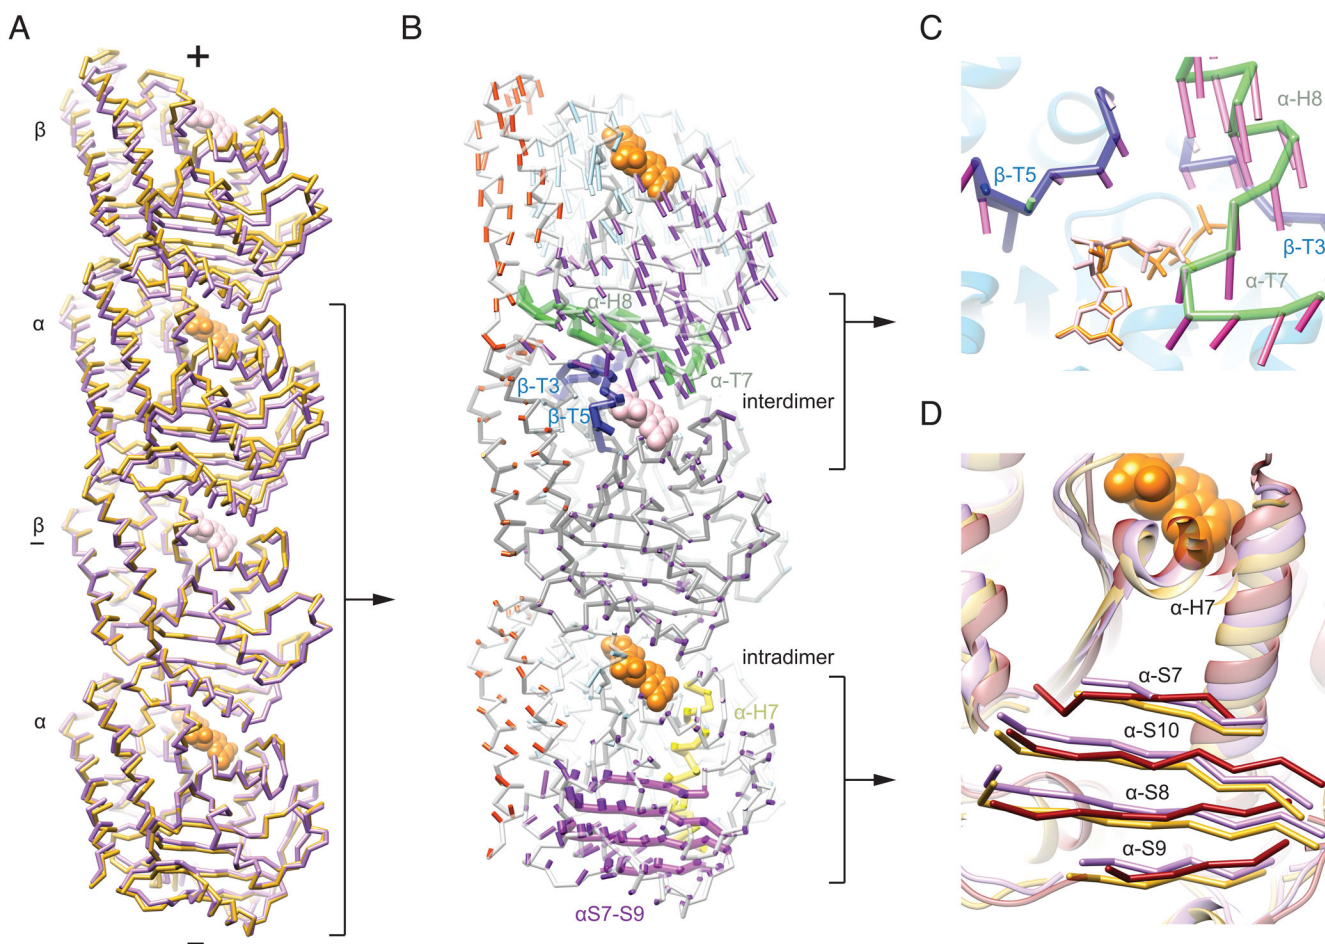 A
+
β
α
β
α
–
B
α-H8
β-T3
α-T7
β-T5
interdimer
intradimer
α-H7
αS7-S9
C
α-H8
β-T5
β-T3
α-T7
D
α-H7
α-S7
α-S10
α-S8
α-S9